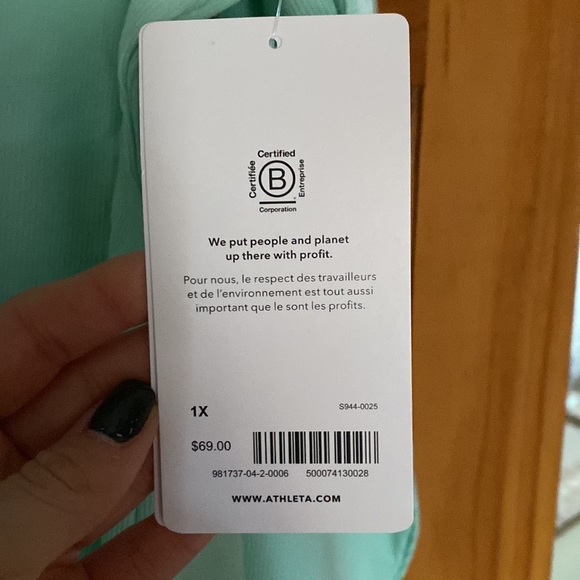 Certified
Certifiée
B
Entreprise
Corporation
We put people and planet
up there with profit.
Pour nous, le respect des travailleurs
et de l'environnement est tout aussi
important que le sont les profits.
1X
S944-0025
$69.00
981737-04-2-0006 500074130028
WWW.ATHLETA.COM